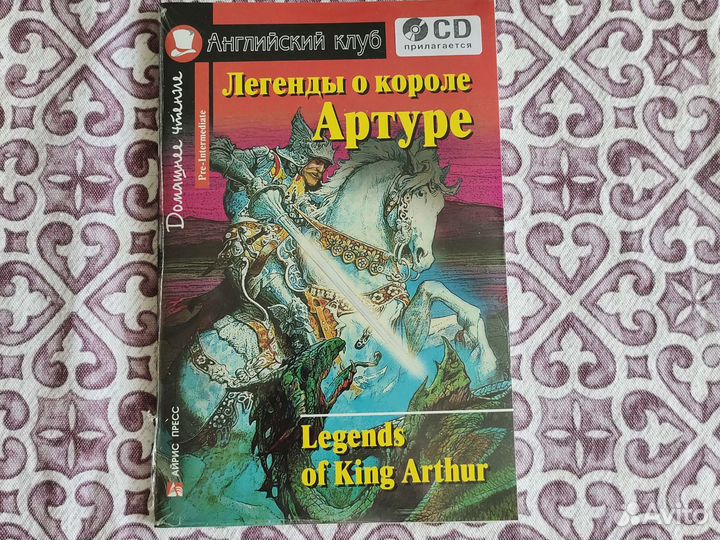 Английский клуб
CD
прилагается
Домашнее чтение
Pre-Intermediate
Легенды о короле
Артуре
Legends
of King Arthur
АЙРИС ПРЕСС
Avito